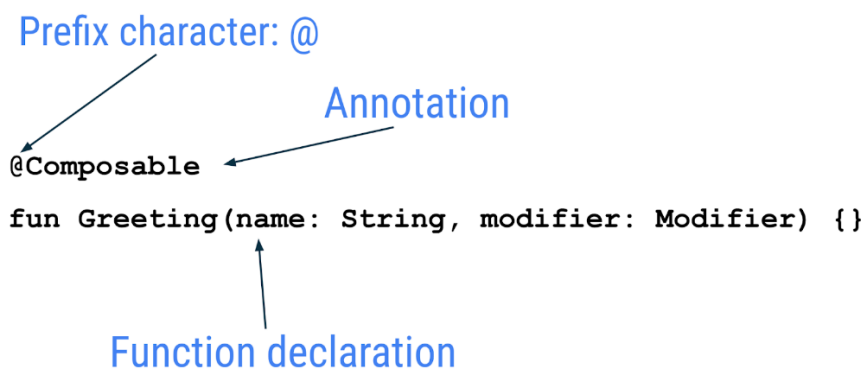 Prefix character: @
Annotation
@Composable
fun Greeting(name: String, modifier: Modifier) {}
Function declaration